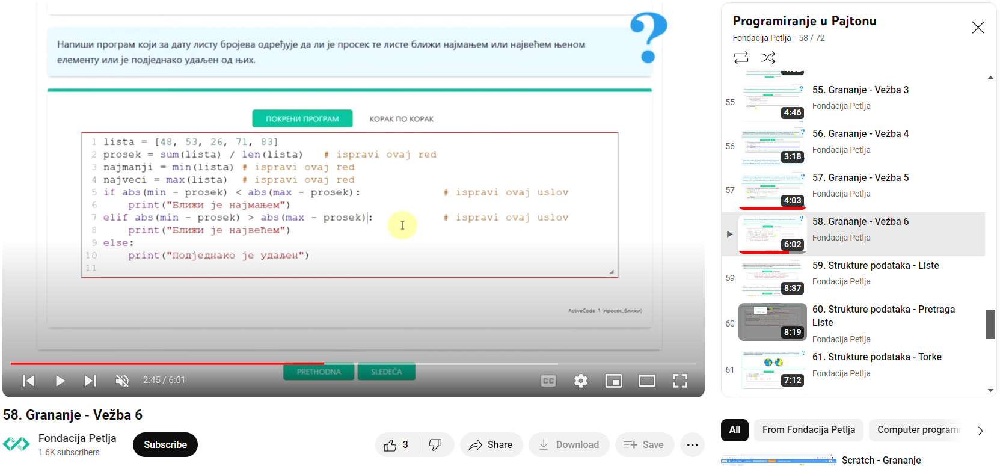 Напиши програм који за дату листу бројева одређује да ли је просек те листе ближи најмањем или највећем њеном
елементу или је подједнако удаљен од њих.
ПОКРЕНИ ПРОГРАМ
КОРАК ПО КОРАК
1 lista = [48, 53, 26, 71, 83]
2 prosek = sum(lista) / len(lista) # ispravi ovaj red
3 najmanji = min(lista) # ispravi ovaj red
4 najveci = max(lista) # ispravi ovaj red
5 if abs(min - prosek) < abs(max - prosek): # ispravi ovaj uslov
6 print("Ближи је најмањем")
7 elif abs(min - prosek) > abs(max - prosek): # ispravi ovaj uslov
8 print("Ближи је највећем")
9 else:
10 print("Подједнако је удаљен")
11
ActiveCode: 1 (просек_ближи)
PRETHODNA
SLEDEĆA
2:45 / 6:01
CC
58. Grananje - Vežba 6
Fondacija Petlja
1.6K subscribers
Subscribe
3
Share
Download
Save
Programiranje u Pajtonu
Fondacija Petlja - 58 / 72
55
4:46
55. Grananje - Vežba 3
Fondacija Petlja
56
3:18
56. Grananje - Vežba 4
Fondacija Petlja
57
4:03
57. Grananje - Vežba 5
Fondacija Petlja
6:02
58. Grananje - Vežba 6
Fondacija Petlja
59
8:37
59. Strukture podataka - Liste
Fondacija Petlja
60
8:19
60. Strukture podataka - Pretraga
Liste
Fondacija Petlja
61
7:12
61. Strukture podataka - Torke
Fondacija Petlja
All
From Fondacija Petlja
Computer program
Scratch - Grananje